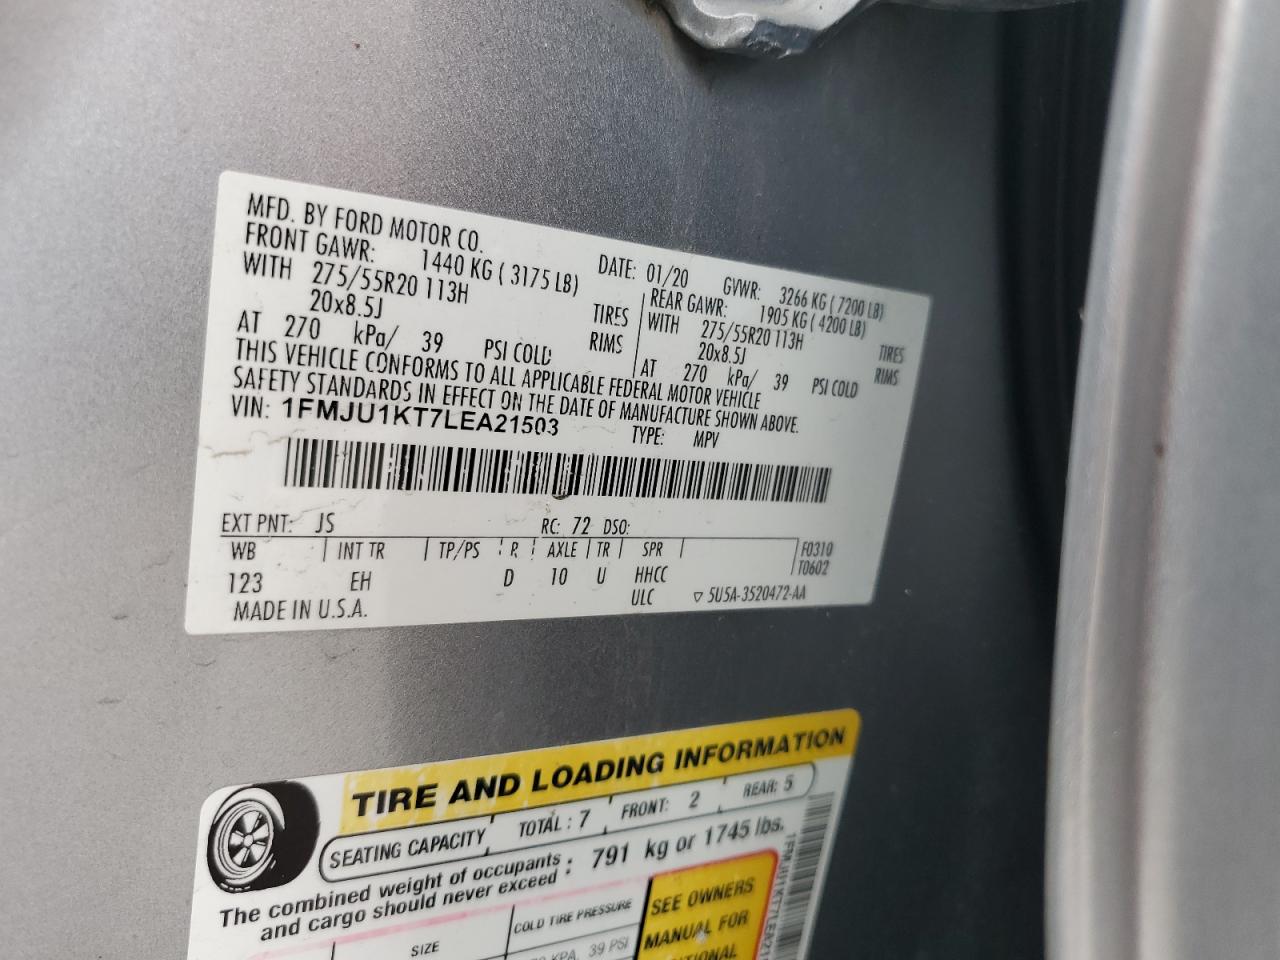 MFD. BY FORD MOTOR CO. DATE: 01/20 GVWR: 3266 KG ( 7200 LB)
FRONT GAWR: 1440 KG ( 3175 LB) REAR GAWR: 1905 KG ( 4200 LB)
WITH 275/55R20 113H TIRES WITH 275/55R20 113H TIRES
20x8.5J RIMS 20x8.5J RIMS
AT 270 kPa/ 39 PSI COLD AT 270 kPa/ 39 PSI COLD
THIS VEHICLE CONFORMS TO ALL APPLICABLE FEDERAL MOTOR VEHICLE
SAFETY STANDARDS IN EFFECT ON THE DATE OF MANUFACTURE SHOWN ABOVE.
VIN: 1FMJU1KT7LEA21503 TYPE: MPV
EXT PNT: JS RC: 72 DSO:
WB INT TR TP/PS R AXLE TR SPR F0310
123 EH D 10 U HHCC T0602
MADE IN U.S.A. ULC ▽ 5U5A-3520472-AA
TIRE AND LOADING INFORMATION
SEATING CAPACITY TOTAL : 7 FRONT: 2 REAR: 5
The combined weight of occupants and cargo should never exceed : 791 kg or 1745 lbs.
SIZE COLD TIRE PRESSURE SEE OWNERS
KPA, 39 PSI MANUAL FOR